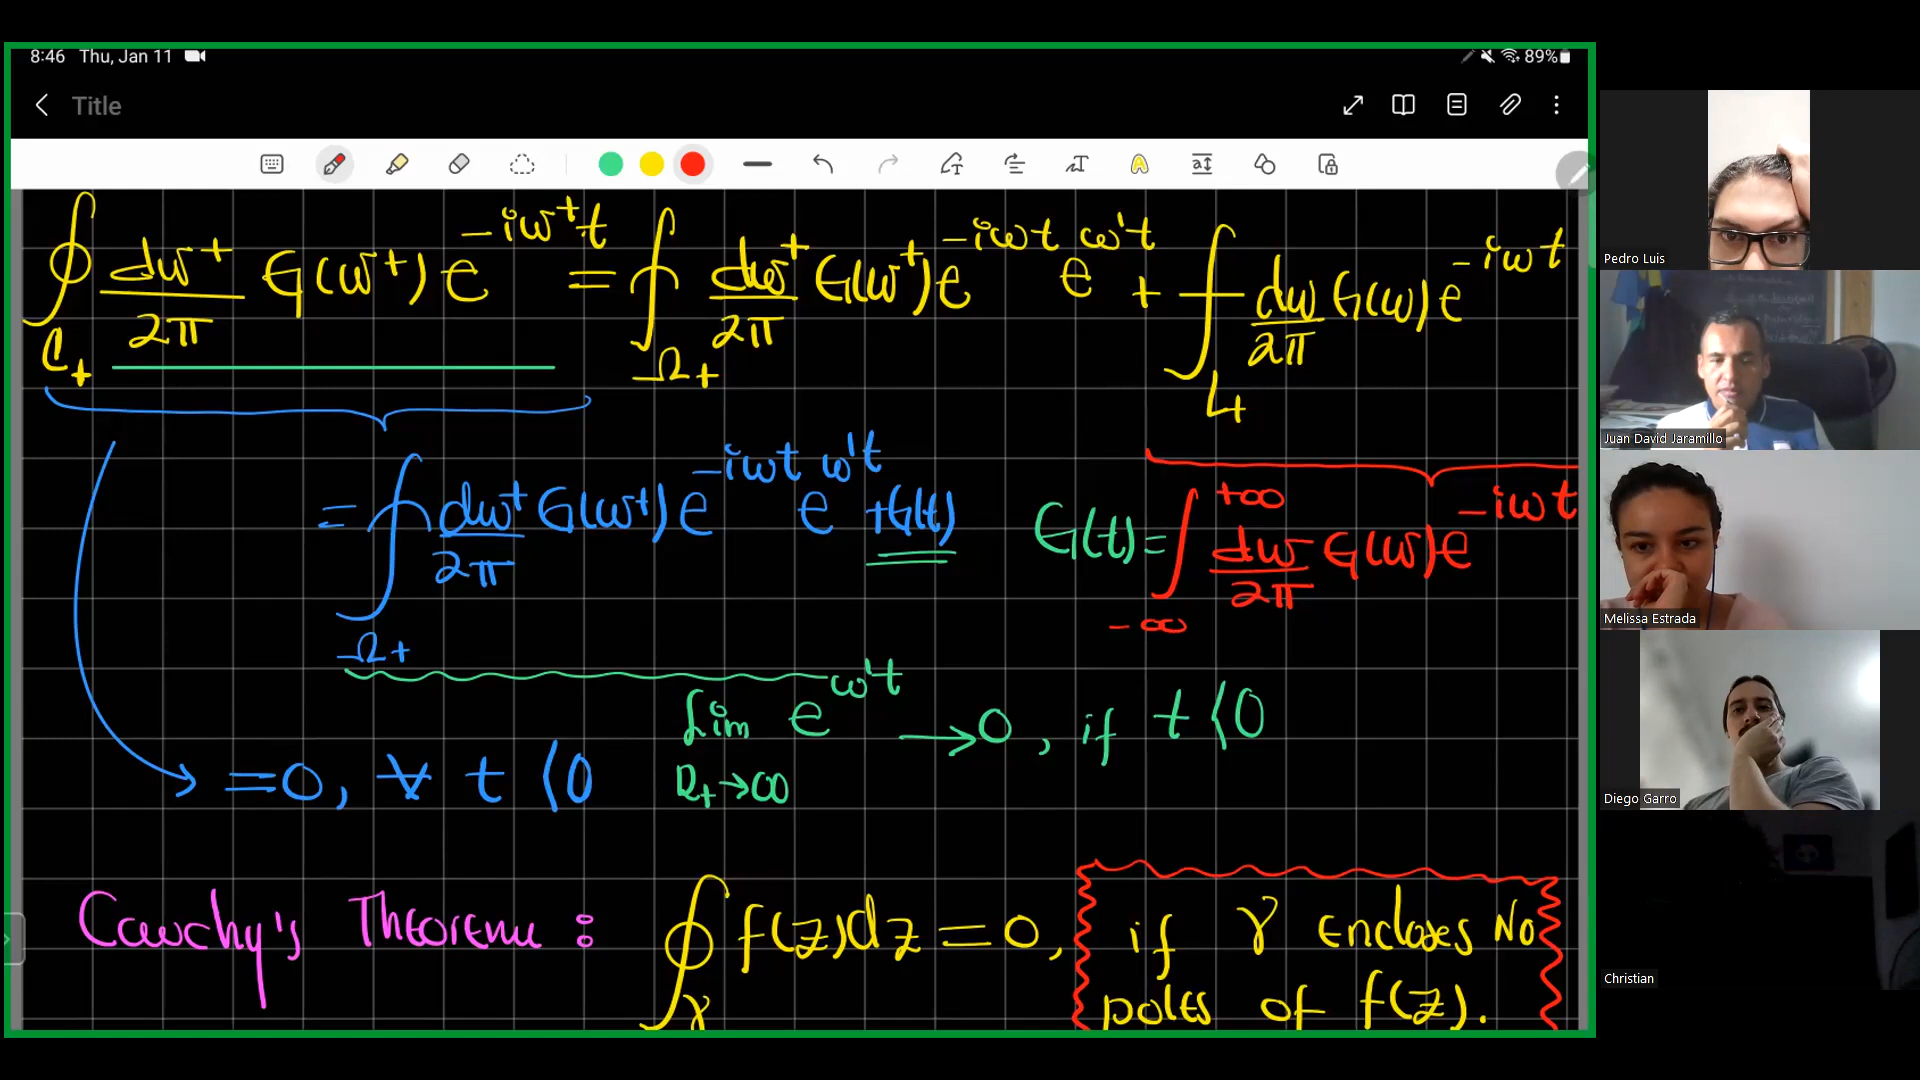 8:46 Thu, Jan 11 89%
Title
∮_{C₊} dω⁺/2π G(ω⁺) e^{-iω⁺t} = ∫_{Ω₊} dω⁺/2π G(ω⁺) e^{-iωt} e^{ω't} + ∫_{L} dω/2π G(ω) e^{-iωt}
= ∫_{Ω₊} dω⁺/2π G(ω⁺) e^{-iωt} e^{ω't} + G(t)
G(t) = ∫_{-∞}^{+∞} dω/2π G(ω) e^{-iωt}
Lim_{R₊→∞} e^{ω't} → 0, if t < 0
= 0, ∀ t < 0
Cauchy's Theorem : ∮_γ f(z)dz = 0, if γ encloses No
poles of f(z).
Pedro Luis
Juan David Jaramillo
Melissa Estrada
Diego Garro
Christian